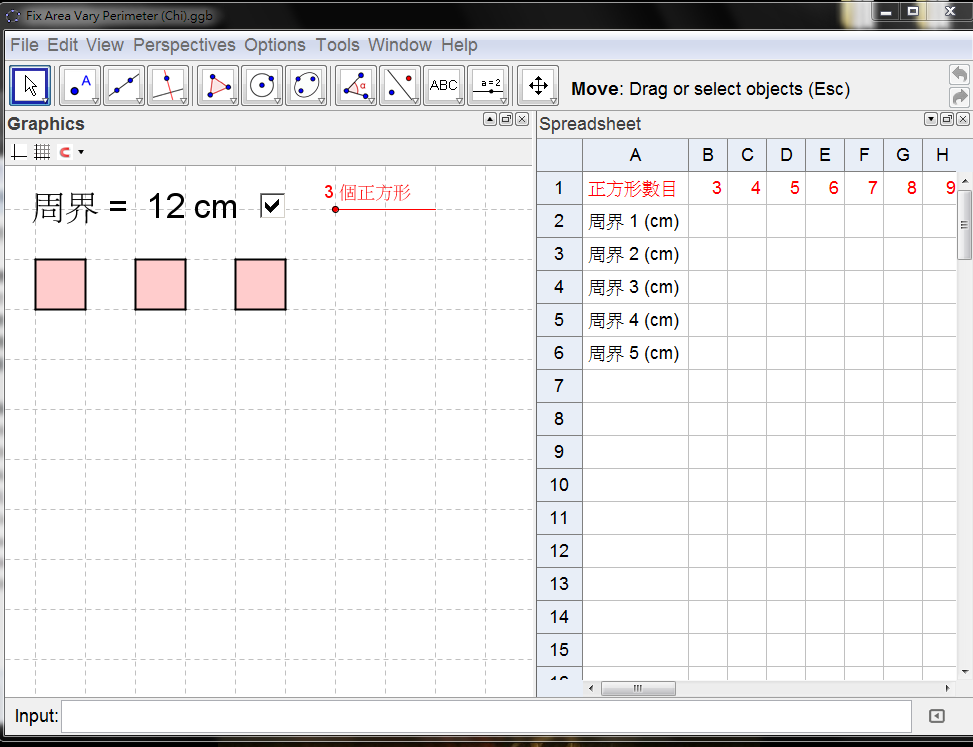 Fix Area Vary Perimeter (Chi).ggb
File Edit View Perspectives Options Tools Window Help
A
α
ABC
a=2
Move: Drag or select objects (Esc)
Graphics
Spreadsheet
周界 = 12 cm
3 個正方形
A B C D E F G H
1 正方形數目 3 4 5 6 7 8 9
2 周界 1 (cm)
3 周界 2 (cm)
4 周界 3 (cm)
5 周界 4 (cm)
6 周界 5 (cm)
7
8
9
10
11
12
13
14
15
16
Input: